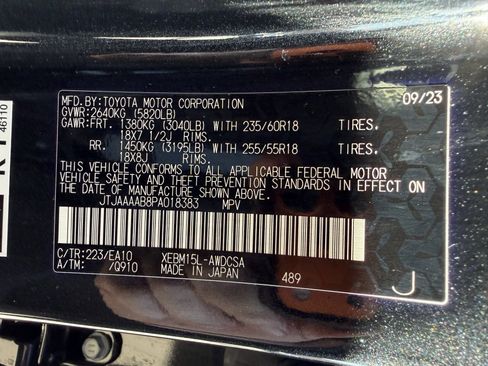 46110
MFD.BY:TOYOTA MOTOR CORPORATION 09/23
GVWR:2640KG (5820LB)
GAWR:FRT. 1380KG (3040LB) WITH 235/60R18 TIRES.
18X7 1/2J RIMS.
RR. 1450KG (3195LB) WITH 255/55R18 TIRES.
18X8J RIMS.
THIS VEHICLE CONFORMS TO ALL APPLICABLE FEDERAL MOTOR
VEHICLE SAFETY AND THEFT PREVENTION STANDARDS IN EFFECT ON
THE DATE OF MANUFACTURE SHOWN ABOVE.
JTJAAAAB8PA018383 MPV
C/TR:223/EA10 XEBM15L-AWDCSA
A/TM: /Q910 MADE IN JAPAN 489
J